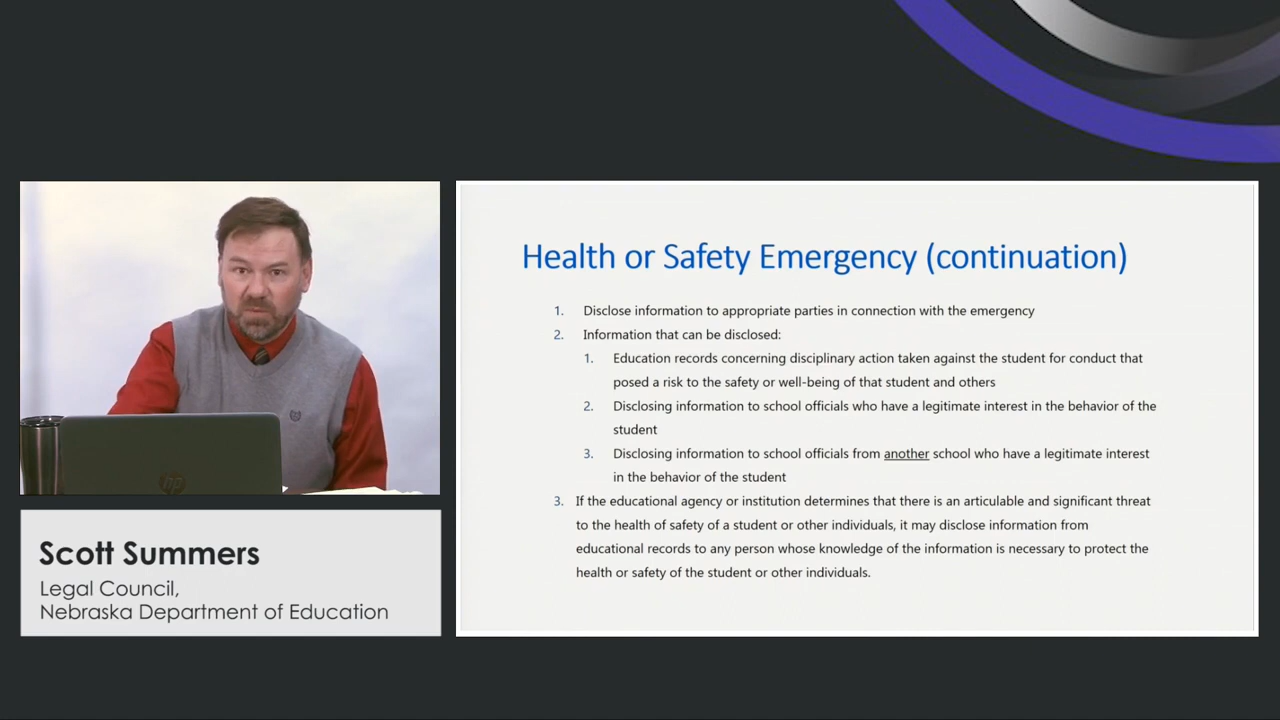 Health or Safety Emergency (continuation)
1. Disclose information to appropriate parties in connection with the emergency
2. Information that can be disclosed:
1. Education records concerning disciplinary action taken against the student for conduct that
posed a risk to the safety or well-being of that student and others
2. Disclosing information to school officials who have a legitimate interest in the behavior of the
student
3. Disclosing information to school officials from another school who have a legitimate interest
in the behavior of the student
3. If the educational agency or institution determines that there is an articulable and significant threat
to the health of safety of a student or other individuals, it may disclose information from
educational records to any person whose knowledge of the information is necessary to protect the
health or safety of the student or other individuals.
hp
Scott Summers
Legal Council,
Nebraska Department of Education